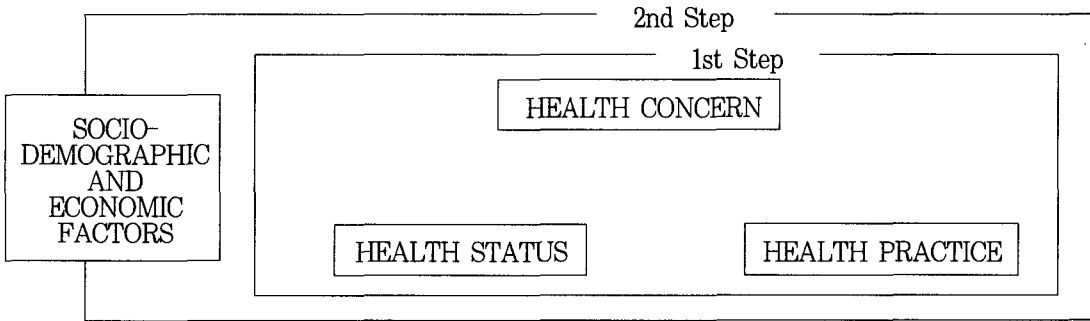 2nd Step
1st Step
HEALTH CONCERN
SOCIO-
DEMOGRAPHIC
AND
ECONOMIC
FACTORS
HEALTH STATUS
HEALTH PRACTICE